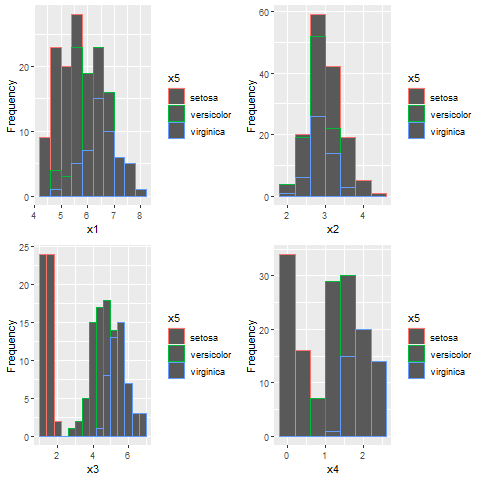 Frequency
20
10
0
4
5
6
7
8
x1
x5
setosa
versicolor
virginica
Frequency
60
40
20
0
2
3
4
x2
x5
setosa
versicolor
virginica
Frequency
25
20
15
10
5
0
2
4
6
x3
x5
setosa
versicolor
virginica
Frequency
30
20
10
0
0
1
2
x4
x5
setosa
versicolor
virginica